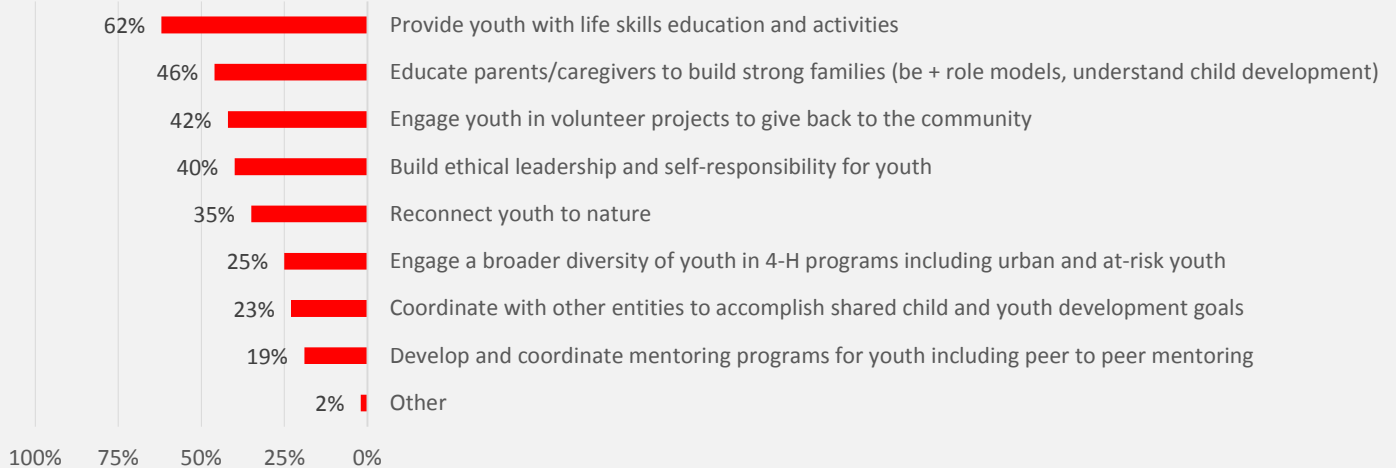 62% Provide youth with life skills education and activities
46% Educate parents/caregivers to build strong families (be + role models, understand child development)
42% Engage youth in volunteer projects to give back to the community
40% Build ethical leadership and self-responsibility for youth
35% Reconnect youth to nature
25% Engage a broader diversity of youth in 4-H programs including urban and at-risk youth
23% Coordinate with other entities to accomplish shared child and youth development goals
19% Develop and coordinate mentoring programs for youth including peer to peer mentoring
2% Other
100% 75% 50% 25% 0%